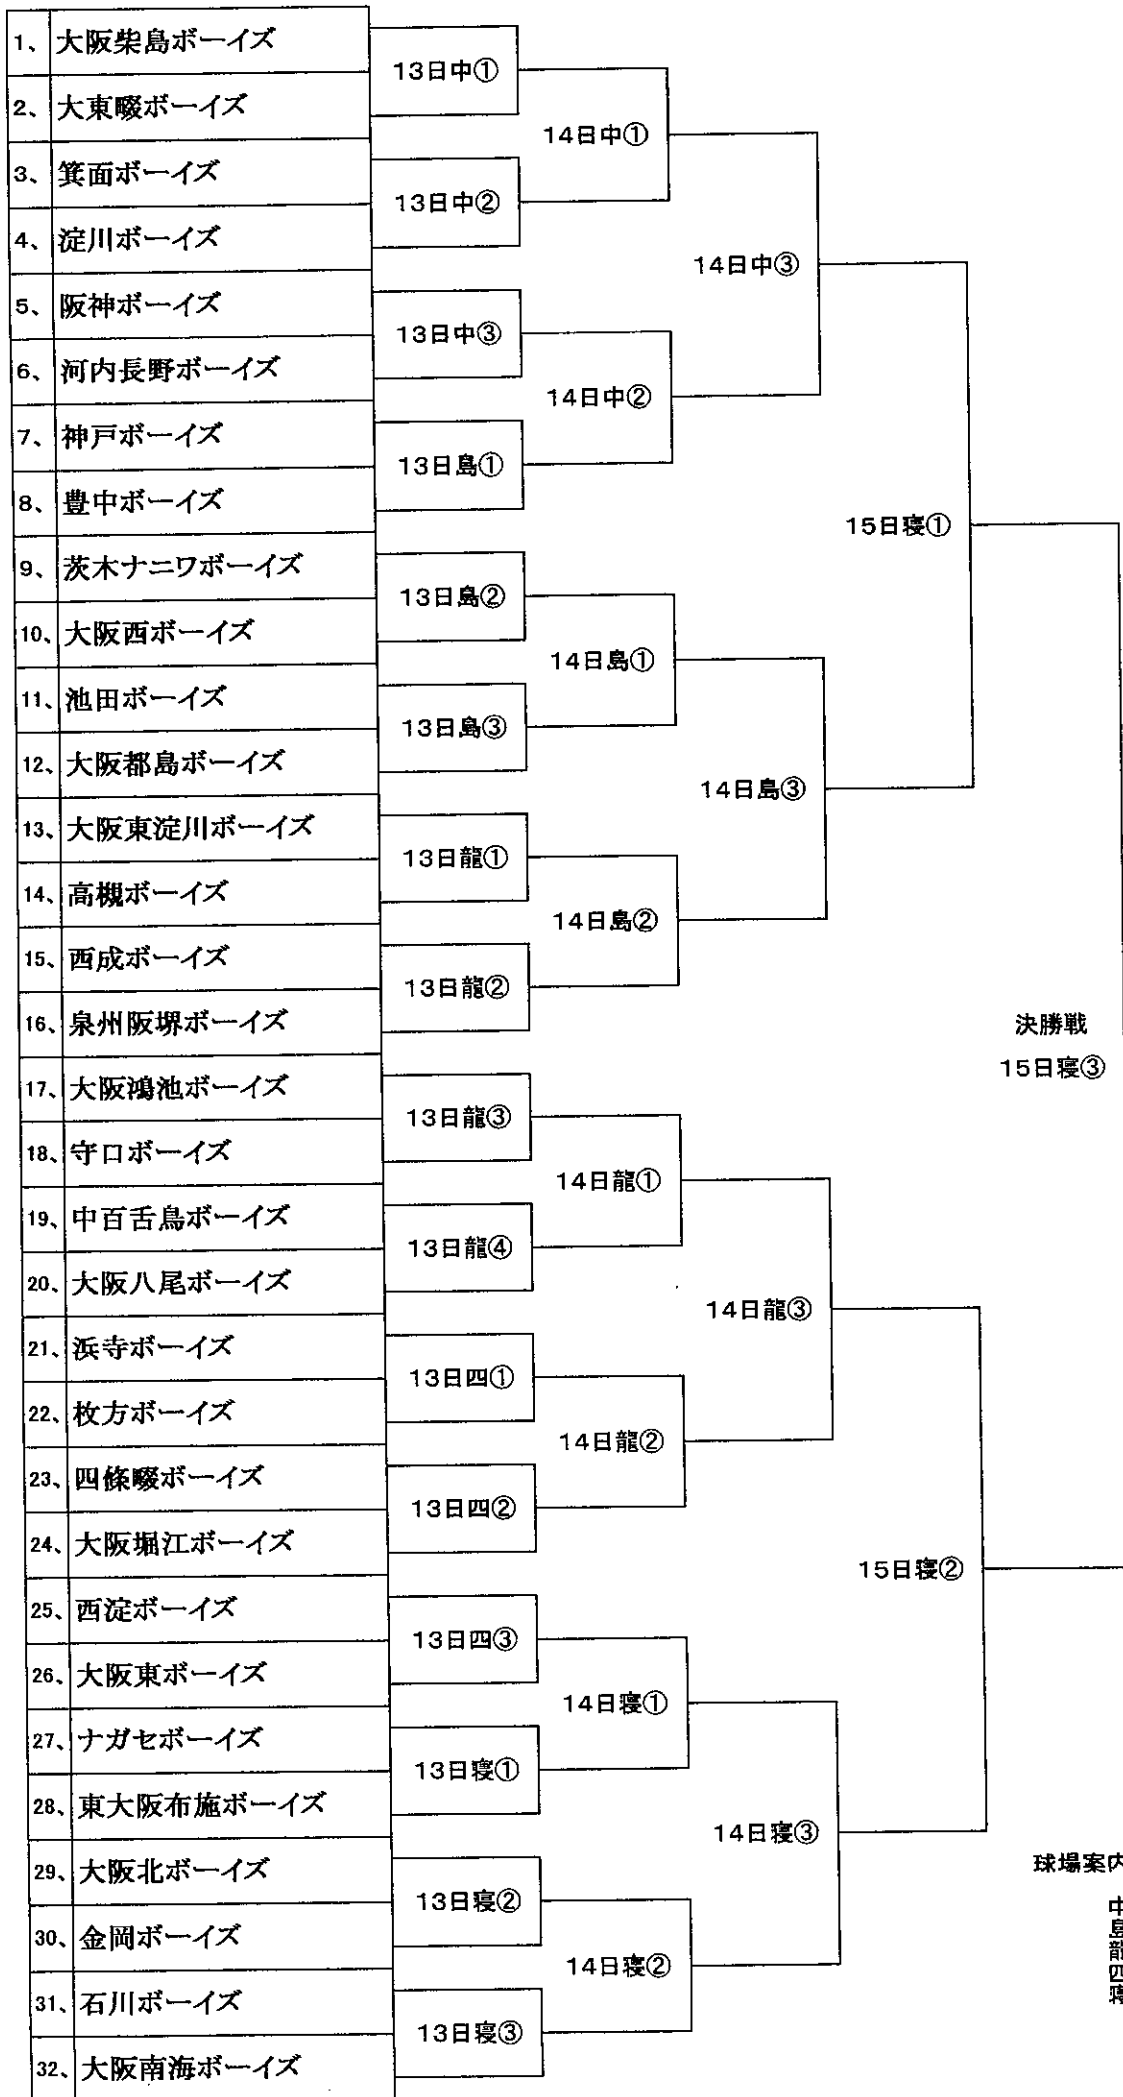 1、大阪柴島ボーイズ
2、大東畷ボーイズ
3、箕面ボーイズ
4、淀川ボーイズ
5、阪神ボーイズ
6、河内長野ボーイズ
7、神戸ボーイズ
8、豊中ボーイズ
9、茨木ナニワボーイズ
10、大阪西ボーイズ
11、池田ボーイズ
12、大阪都島ボーイズ
13、大阪東淀川ボーイズ
14、高槻ボーイズ
15、西成ボーイズ
16、泉州阪堺ボーイズ
17、大阪鴻池ボーイズ
18、守口ボーイズ
19、中百舌鳥ボーイズ
20、大阪八尾ボーイズ
21、浜寺ボーイズ
22、枚方ボーイズ
23、四條畷ボーイズ
24、大阪堀江ボーイズ
25、西淀ボーイズ
26、大阪東ボーイズ
27、ナガセボーイズ
28、東大阪布施ボーイズ
29、大阪北ボーイズ
30、金岡ボーイズ
31、石川ボーイズ
32、大阪南海ボーイズ
13日中①
13日中②
13日中③
13日島①
13日島②
13日島③
13日龍①
13日龍②
13日龍③
13日龍④
13日四①
13日四②
13日四③
13日寝①
13日寝②
13日寝③
14日中①
14日中②
14日島①
14日島②
14日龍①
14日龍②
14日寝①
14日寝②
14日中③
14日島③
14日龍③
14日寝③
15日寝①
15日寝②
決勝戦
15日寝③
球場案内
中
島
龍
四
寝